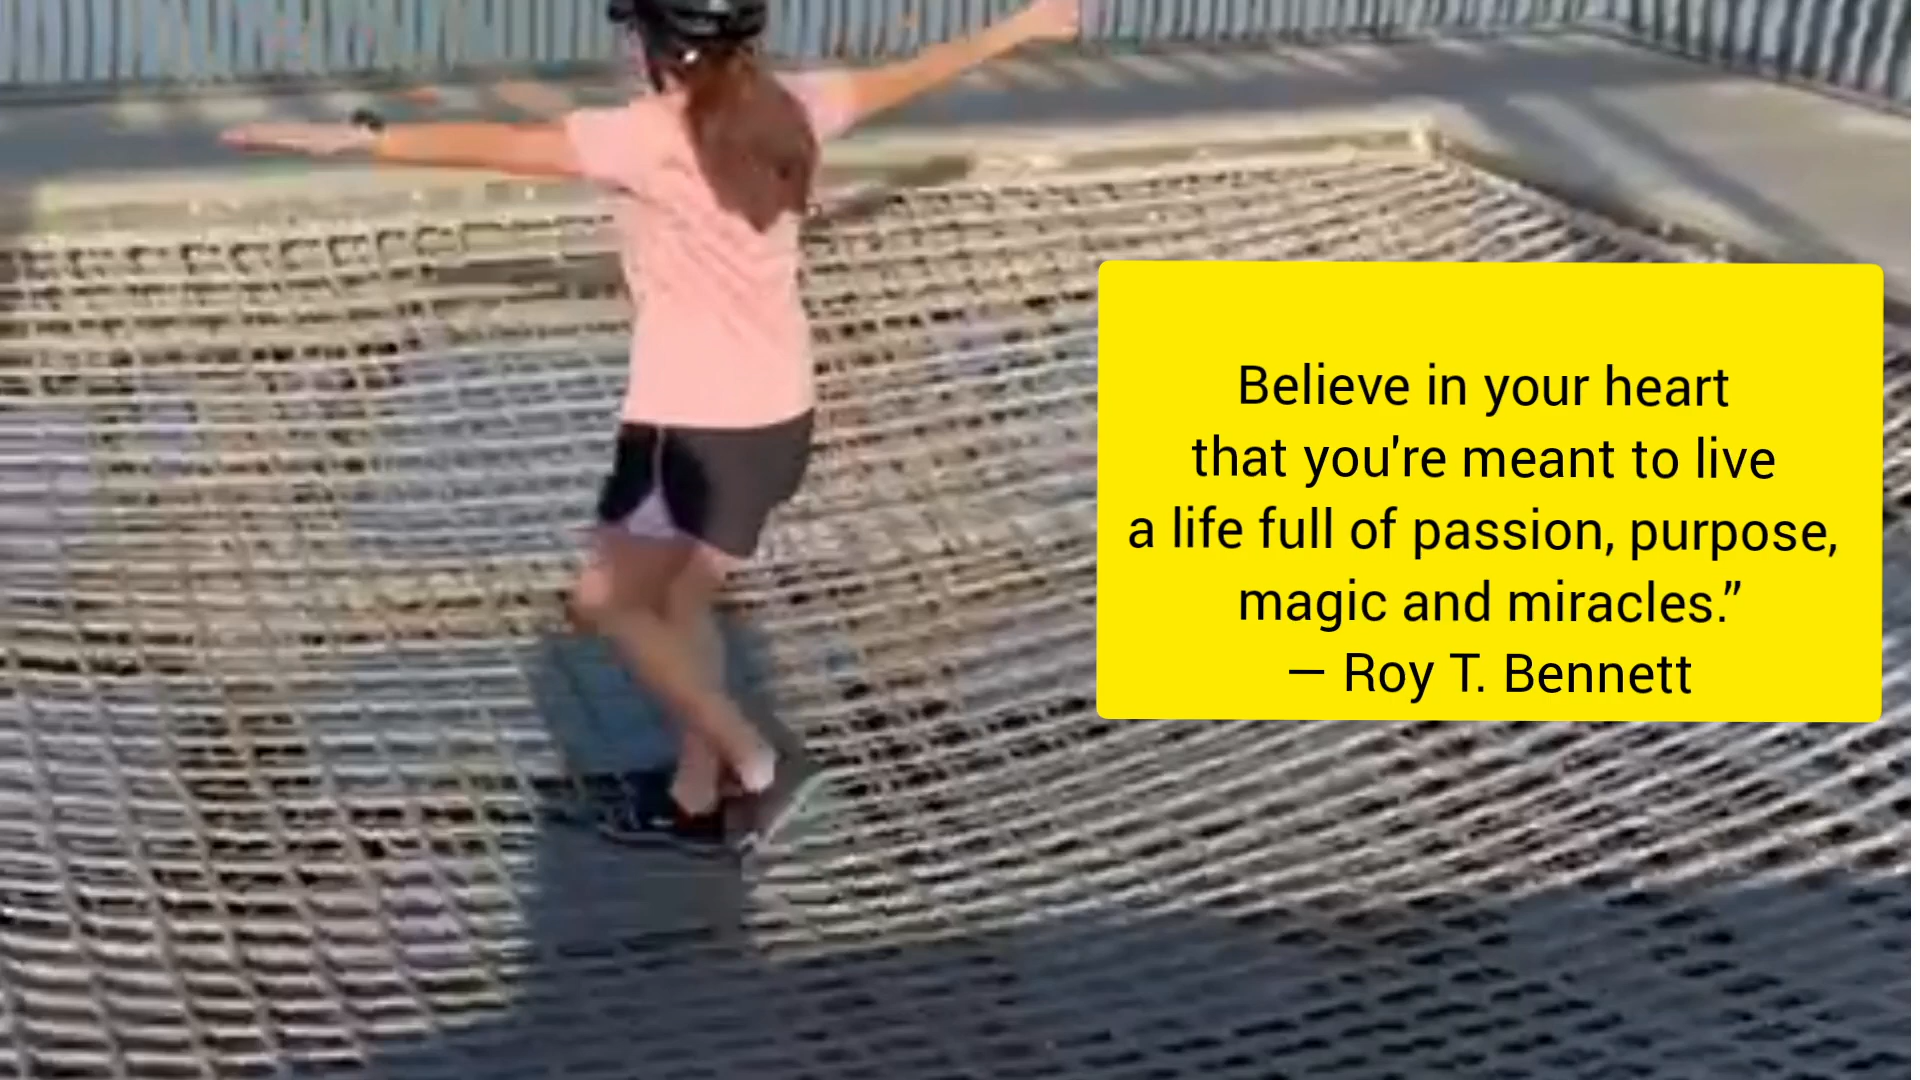 Believe in your heart
that you're meant to live
a life full of passion, purpose,
magic and miracles.”
— Roy T. Bennett